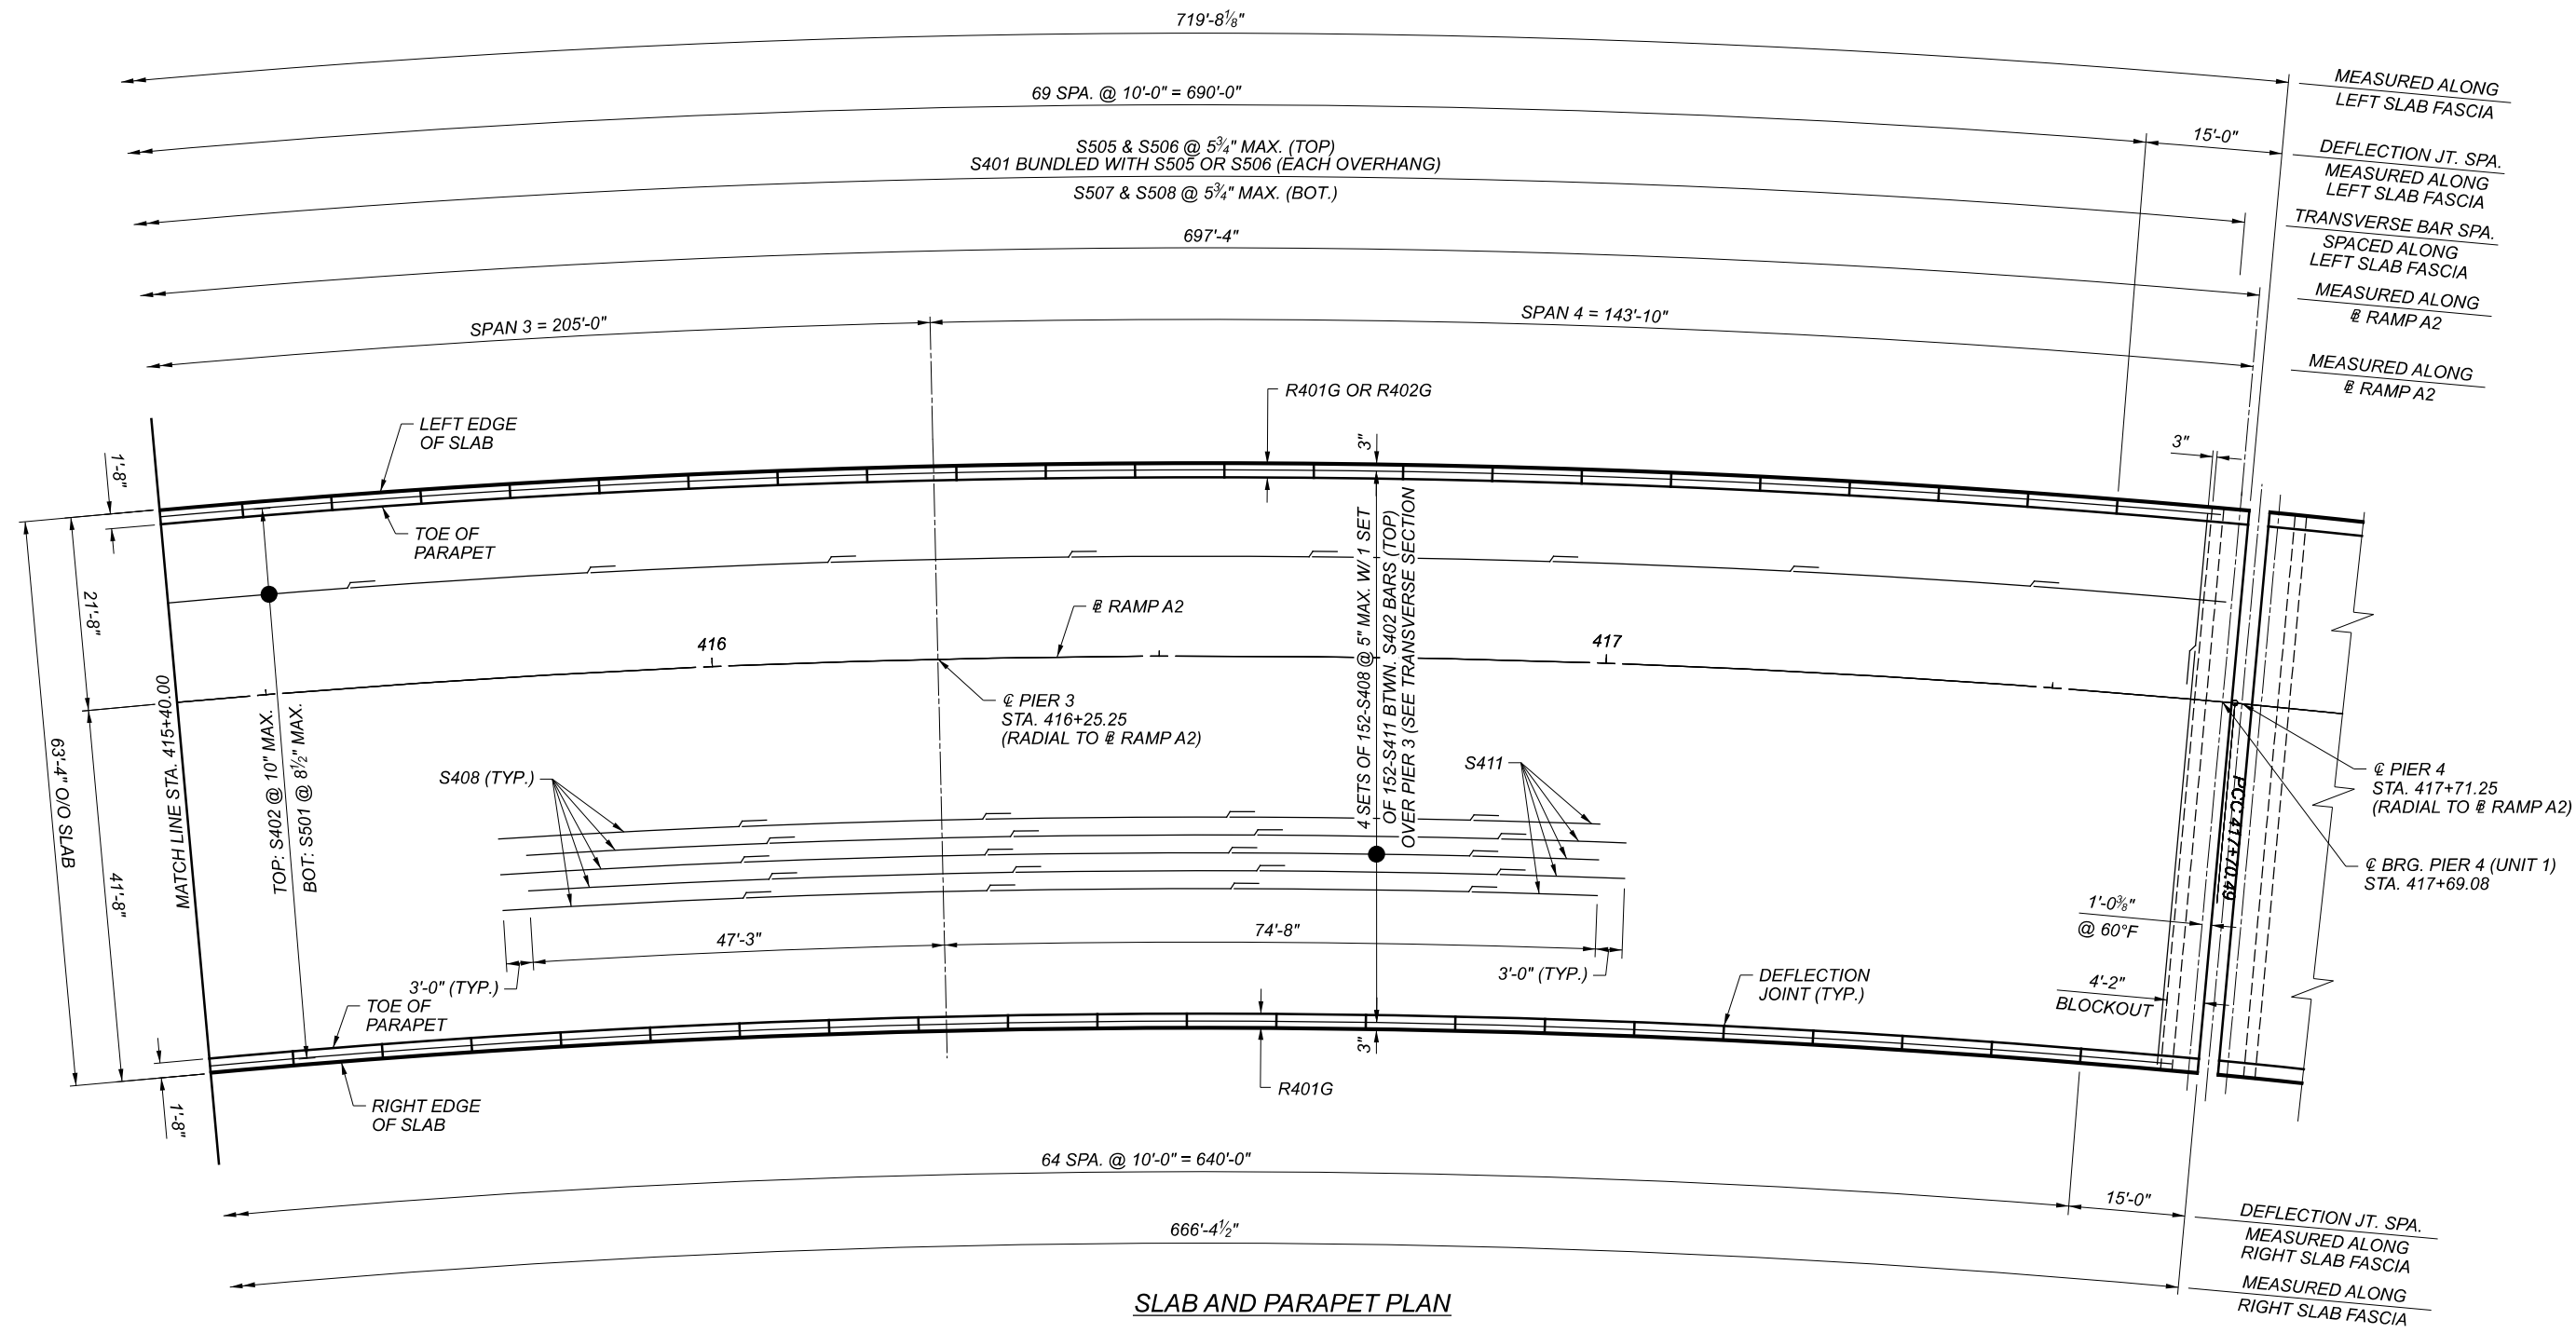 719'-8⅛"
MEASURED ALONG
LEFT SLAB FASCIA
69 SPA. @ 10'-0" = 690'-0"
15'-0"
DEFLECTION JT. SPA.
MEASURED ALONG
LEFT SLAB FASCIA
S505 & S506 @ 5¾" MAX. (TOP)
S401 BUNDLED WITH S505 OR S506 (EACH OVERHANG)
S507 & S508 @ 5¾" MAX. (BOT.)
TRANSVERSE BAR SPA.
SPACED ALONG
LEFT SLAB FASCIA
697'-4"
MEASURED ALONG
℄ RAMP A2
SPAN 3 = 205'-0"
SPAN 4 = 143'-10"
MEASURED ALONG
℄ RAMP A2
R401G OR R402G
LEFT EDGE
OF SLAB
3"
3"
1'-8"
TOE OF
PARAPET
21'-8"
℄ RAMP A2
416
417
MATCH LINE STA. 415+40.00
TOP: S402 @ 10" MAX.
BOT: S501 @ 8½" MAX.
4 SETS OF 152-S408 @ 5" MAX. W/ 1 SET
OF 152-S411 BTWN. S402 BARS (TOP)
OVER PIER 3 (SEE TRANSVERSE SECTION
℄ PIER 3
STA. 416+25.25
(RADIAL TO ℄ RAMP A2)
63'-4" O/O SLAB
41'-8"
S408 (TYP.)
S411
PCC 417+70.49
℄ PIER 4
STA. 417+71.25
(RADIAL TO ℄ RAMP A2)
℄ BRG. PIER 4 (UNIT 1)
STA. 417+69.08
1'-0⅜"
@ 60°F
47'-3"
74'-8"
3'-0" (TYP.)
3'-0" (TYP.)
DEFLECTION
JOINT (TYP.)
4'-2"
BLOCKOUT
TOE OF
PARAPET
3"
R401G
RIGHT EDGE
OF SLAB
1'-8"
64 SPA. @ 10'-0" = 640'-0"
15'-0"
DEFLECTION JT. SPA.
MEASURED ALONG
RIGHT SLAB FASCIA
666'-4½"
MEASURED ALONG
RIGHT SLAB FASCIA
SLAB AND PARAPET PLAN